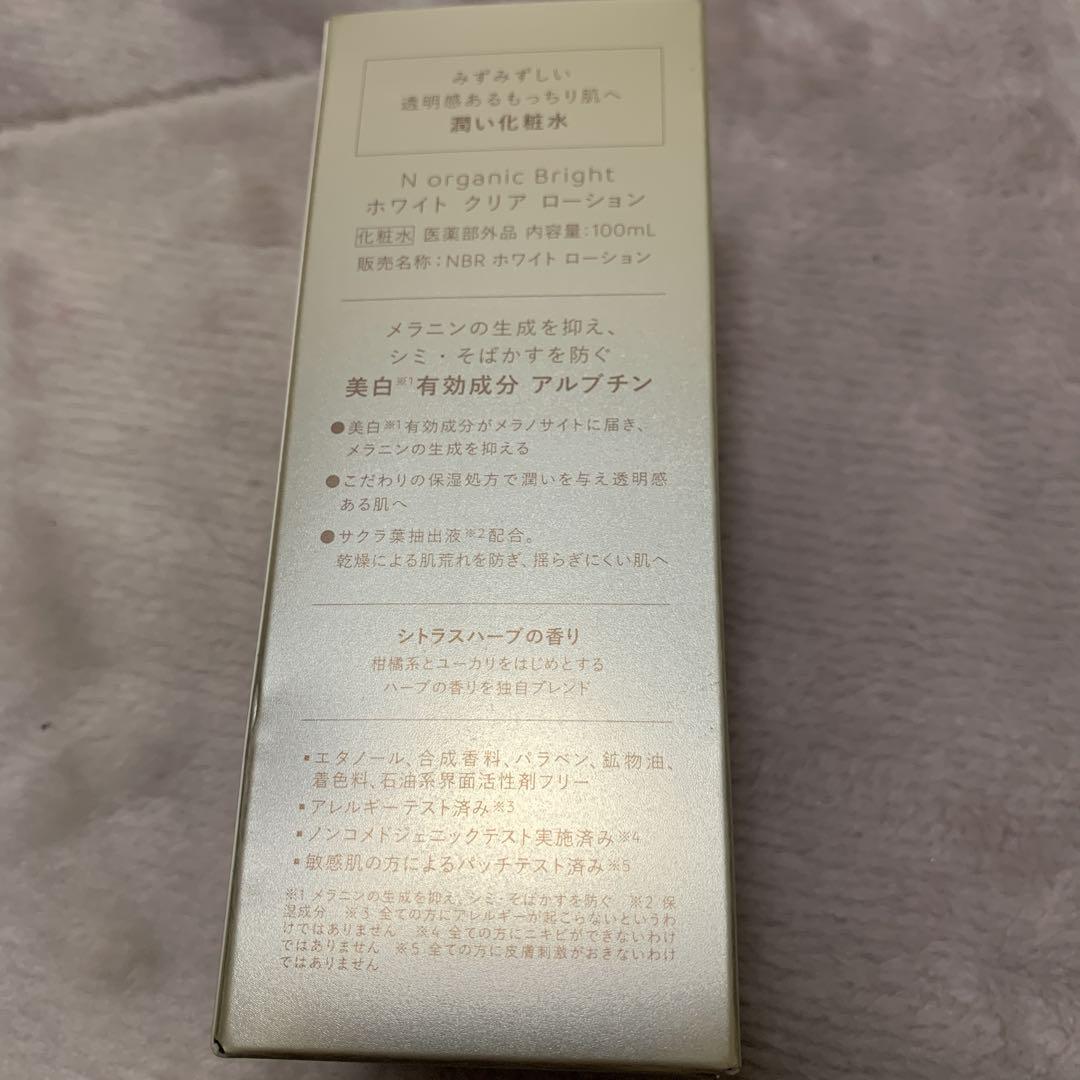 みずみずしい
透明感あるもっちり肌へ
潤い化粧水
N organic Bright
ホワイト クリア ローション
化粧水 医薬部外品 内容量:100mL
販売名称:NBR ホワイト ローション
メラニンの生成を抑え、
シミ・そばかすを防ぐ
美白※1有効成分 アルブチン
●美白※1有効成分がメラノサイトに届き、
メラニンの生成を抑える
●こだわりの保湿処方で潤いを与え透明感
ある肌へ
●サクラ葉抽出液※2配合。
乾燥による肌荒れを防ぎ、揺らぎにくい肌へ
シトラスハーブの香り
柑橘系とユーカリをはじめとする
ハーブの香りを独自ブレンド
▪エタノール、合成香料、パラベン、鉱物油、
着色料、石油系界面活性剤フリー
▪アレルギーテスト済み※3
▪ノンコメドジェニックテスト実施済み※4
▪敏感肌の方によるパッチテスト済み※5
※1 メラニンの生成を抑え、シミ・そばかすを防ぐ ※2 保
湿成分 ※3 全ての方にアレルギーが起こらないというわ
けではありません ※4 全ての方にニキビができないわけ
ではありません ※5 全ての方に皮膚刺激がおきないわけ
ではありません